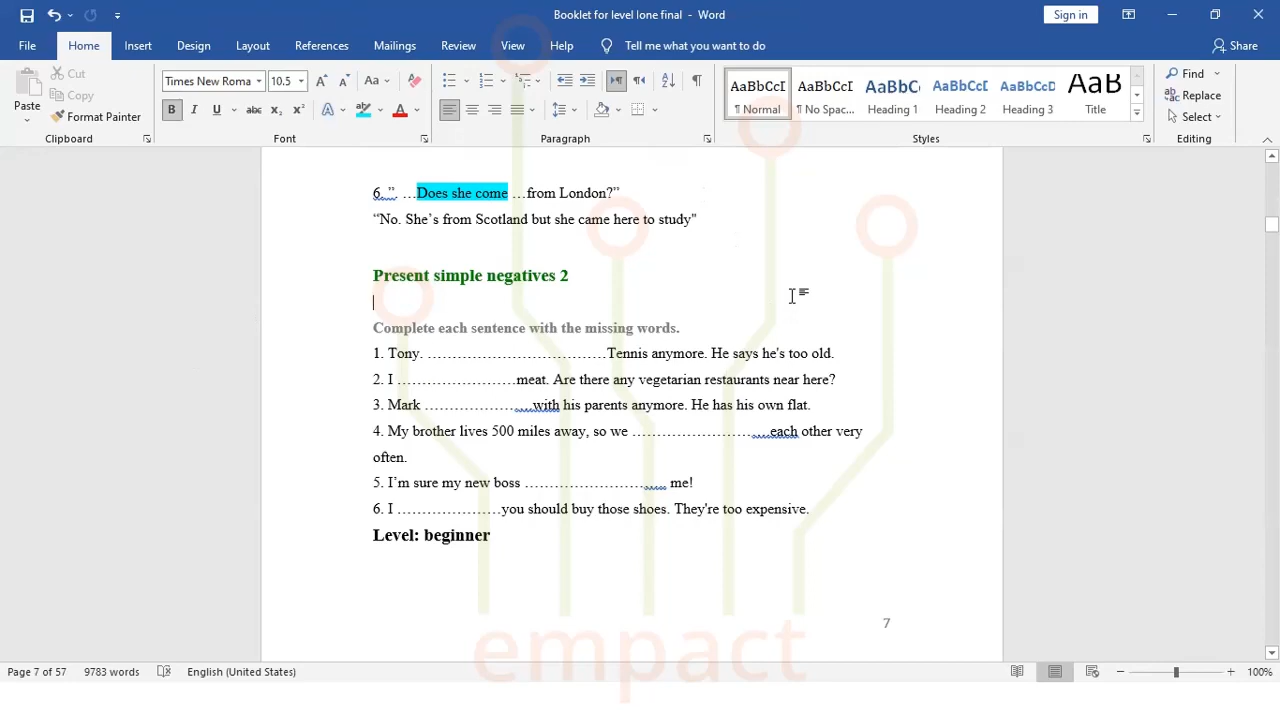 Booklet for level lone final - Word
Sign in
File Home Insert Design Layout References Mailings Review View Help Tell me what you want to do Share
Paste
Cut
Copy
Format Painter
Clipboard
Times New Roma 10.5
Font
Paragraph
AaBbCcI AaBbCcI AaBbC AaBbCcD AaBbCcD AaB
¶ Normal ¶ No Spac... Heading 1 Heading 2 Heading 3 Title
Styles
Find
Replace
Select
Editing
6. ”. …Does she come …from London?”
“No. She’s from Scotland but she came here to study"
Present simple negatives 2
Complete each sentence with the missing words.
1. Tony. ………………………………Tennis anymore. He says he's too old.
2. I ……………………meat. Are there any vegetarian restaurants near here?
3. Mark ………………….with his parents anymore. He has his own flat.
4. My brother lives 500 miles away, so we ……………………….each other very
often.
5. I’m sure my new boss ………………………. me!
6. I …………………you should buy those shoes. They're too expensive.
Level: beginner
7
empact
Page 7 of 57 9783 words English (United States) 100%